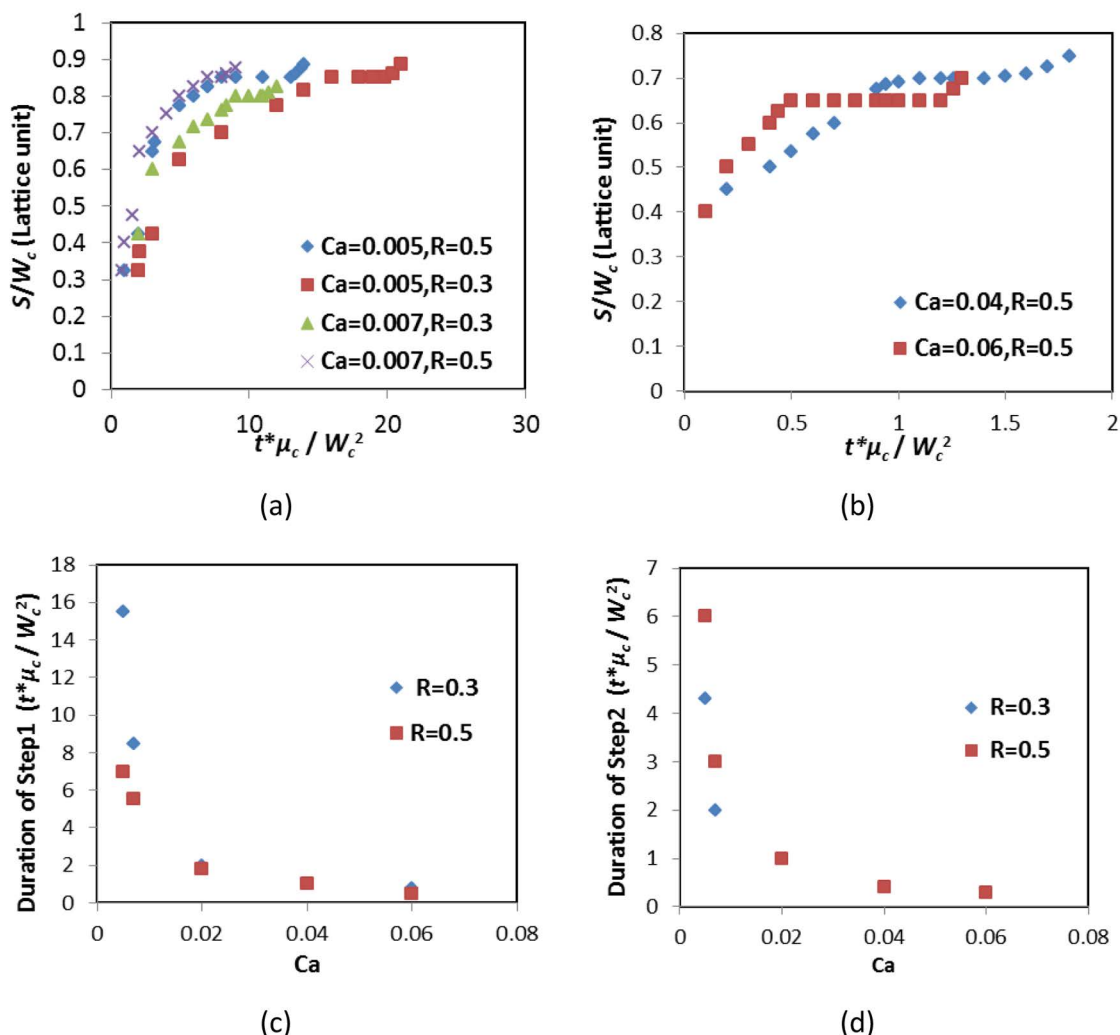 S/Wc (Lattice unit)
1
0.9
0.8
0.7
0.6
0.5
0.4
0.3
0.2
0.1
0
0 10 20 30
t*μc / Wc²
Ca=0.005,R=0.5
Ca=0.005,R=0.3
Ca=0.007,R=0.3
Ca=0.007,R=0.5
(a)
S/Wc (Lattice unit)
0.8
0.7
0.6
0.5
0.4
0.3
0.2
0.1
0
0 0.5 1 1.5 2
t*μc / Wc²
Ca=0.04,R=0.5
Ca=0.06,R=0.5
(b)
Duration of Step1 (t*μc / Wc²)
18
16
14
12
10
8
6
4
2
0
0 0.02 0.04 0.06 0.08
Ca
R=0.3
R=0.5
(c)
Duration of Step2 (t*μc / Wc²)
7
6
5
4
3
2
1
0
0 0.02 0.04 0.06 0.08
Ca
R=0.3
R=0.5
(d)